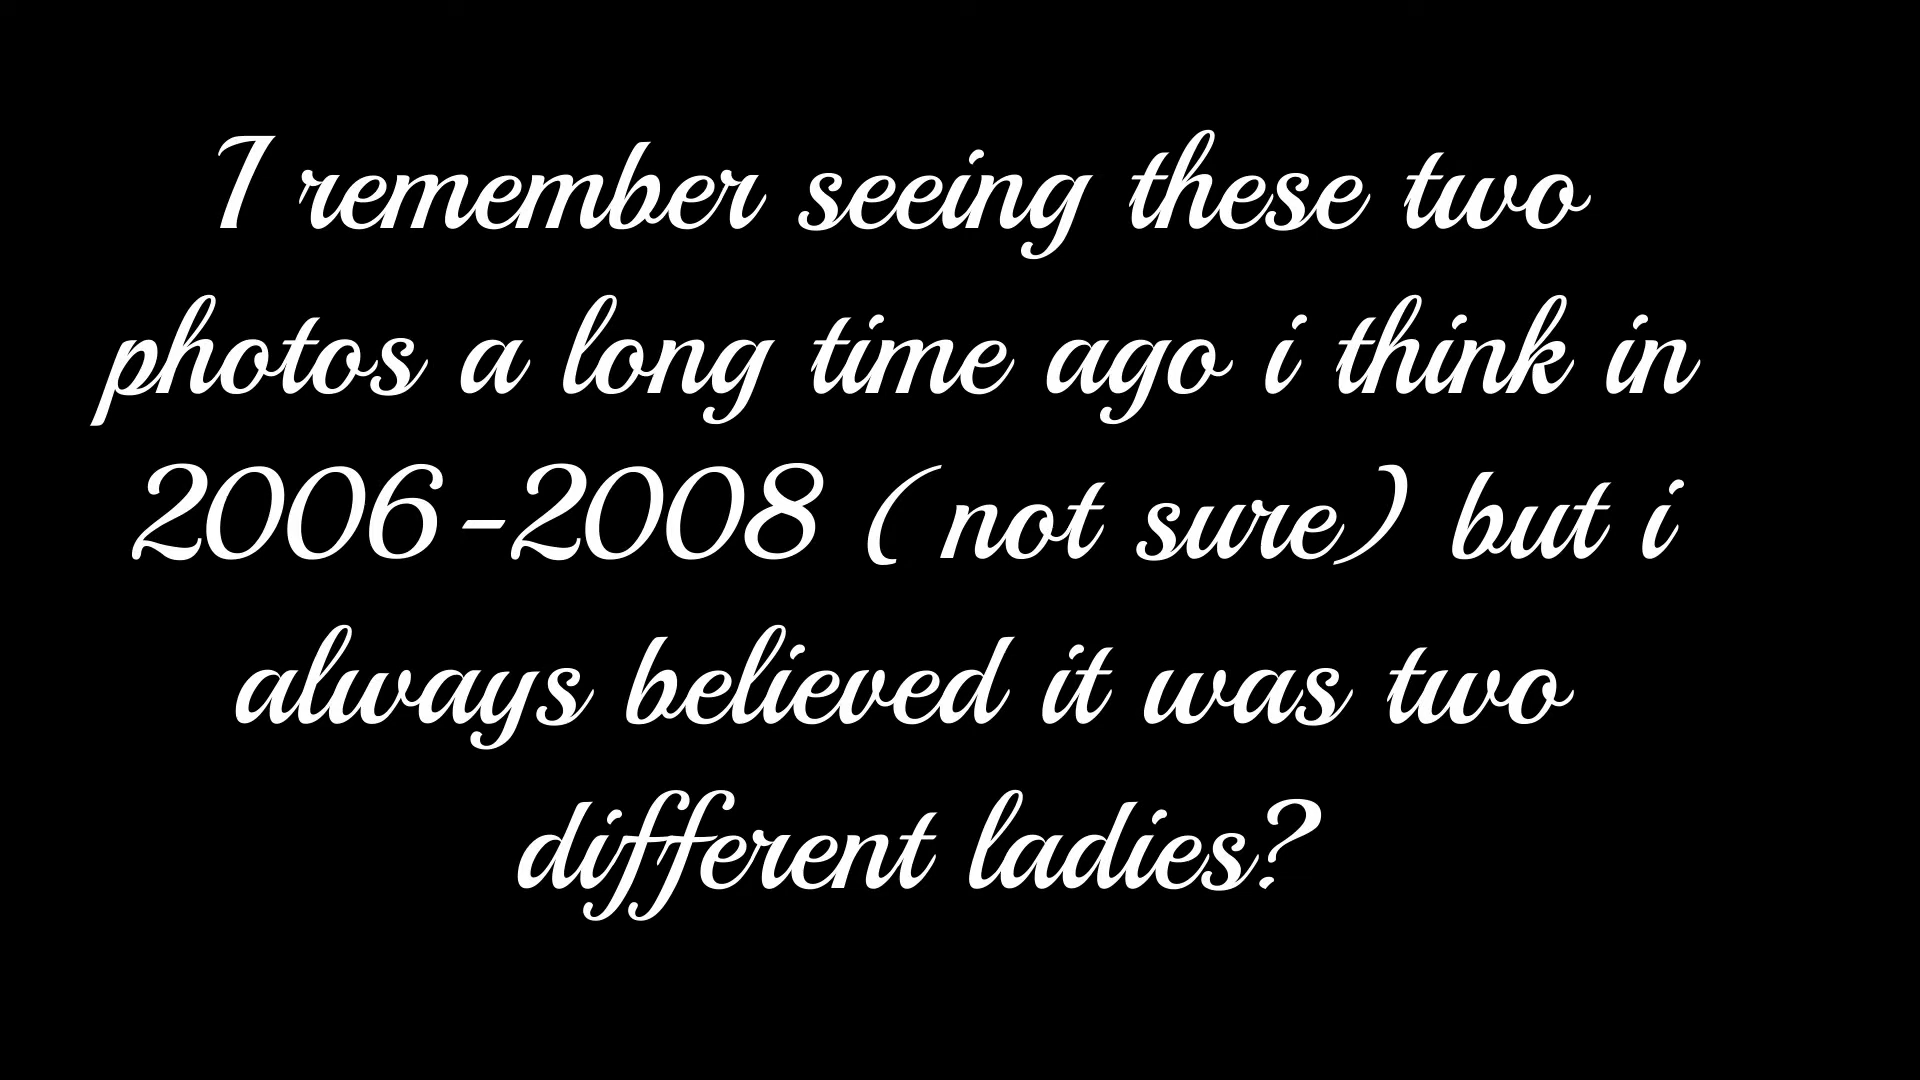 I remember seeing these two
photos a long time ago i think in
2006-2008 (not sure) but i
always believed it was two
different ladies?